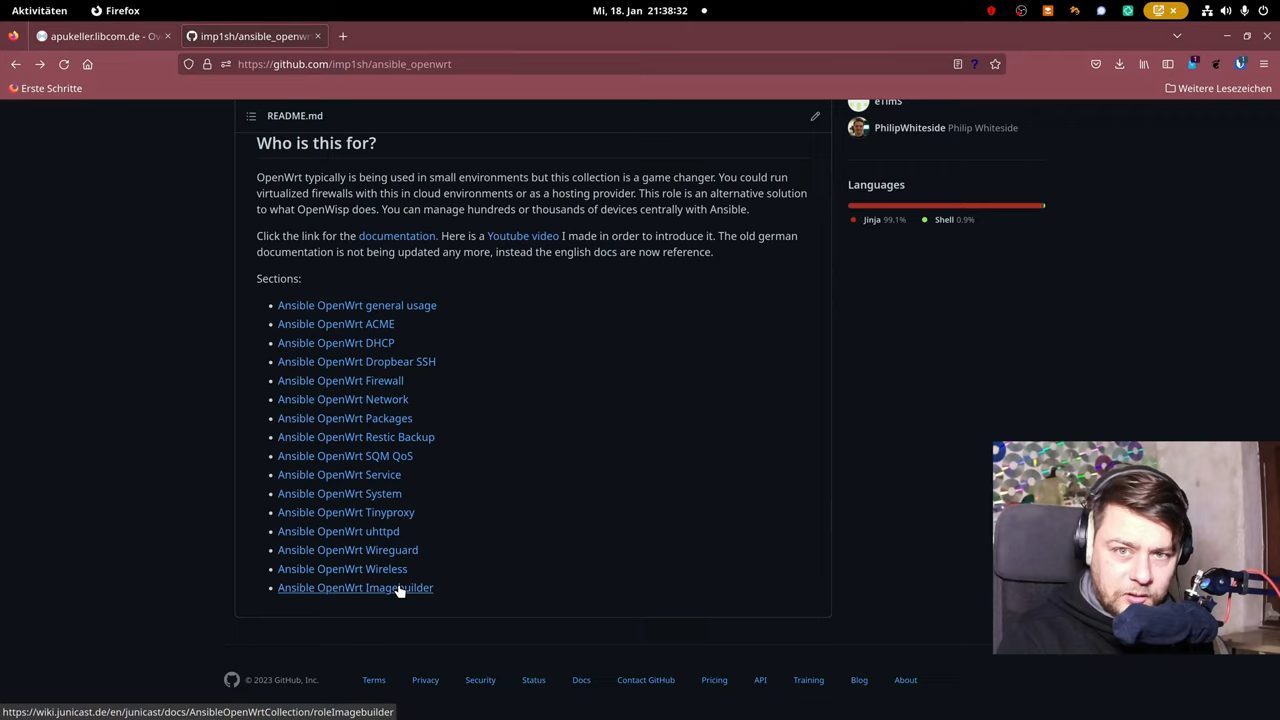 Aktivitäten
Firefox
Mi, 18. Jan 21:38:32
apukeller.libcom.de - Ov
imp1sh/ansible_openw
https://github.com/imp1sh/ansible_openwrt
Erste Schritte
Weitere Lesezeichen
README.md
Who is this for?
OpenWrt typically is being used in small environments but this collection is a game changer. You could run
virtualized firewalls with this in cloud environments or as a hosting provider. This role is an alternative solution
to what OpenWisp does. You can manage hundreds or thousands of devices centrally with Ansible.
Click the link for the documentation. Here is a Youtube video I made in order to introduce it. The old german
documentation is not being updated any more, instead the english docs are now reference.
Sections:
Ansible OpenWrt general usage
Ansible OpenWrt ACME
Ansible OpenWrt DHCP
Ansible OpenWrt Dropbear SSH
Ansible OpenWrt Firewall
Ansible OpenWrt Network
Ansible OpenWrt Packages
Ansible OpenWrt Restic Backup
Ansible OpenWrt SQM QoS
Ansible OpenWrt Service
Ansible OpenWrt System
Ansible OpenWrt Tinyproxy
Ansible OpenWrt uhttpd
Ansible OpenWrt Wireguard
Ansible OpenWrt Wireless
Ansible OpenWrt Imagebuilder
eTimS
PhilipWhiteside Philip Whiteside
Languages
Jinja 99.1% Shell 0.9%
© 2023 GitHub, Inc. Terms Privacy Security Status Docs Contact GitHub Pricing API Training Blog About
https://wiki.junicast.de/en/junicast/docs/AnsibleOpenWrtCollection/roleImagebuilder